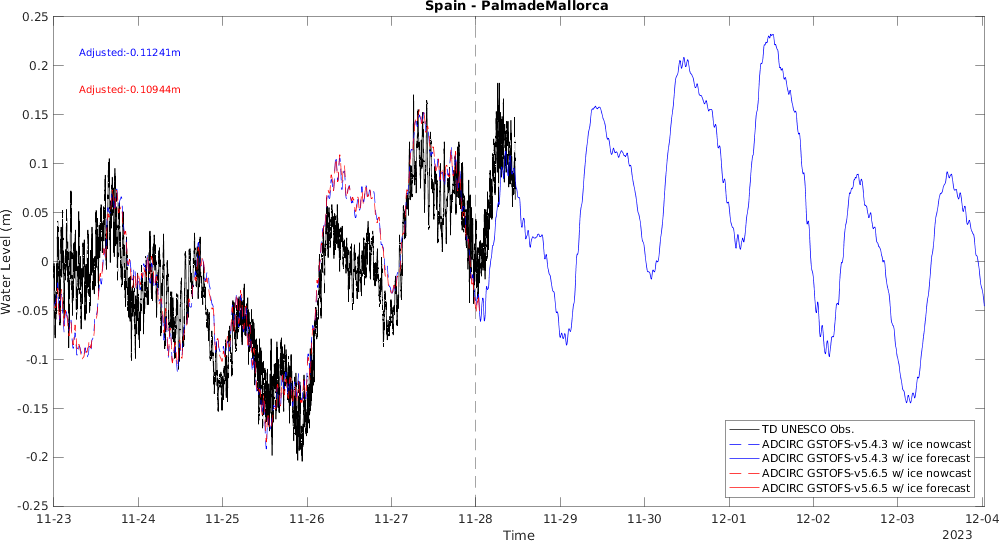 Spain - PalmadeMallorca
Adjusted:-0.11241m
Adjusted:-0.10944m
Water Level (m)
0.25
0.2
0.15
0.1
0.05
0
-0.05
-0.1
-0.15
-0.2
-0.25
TD UNESCO Obs.
ADCIRC GSTOFS-v5.4.3 w/ ice nowcast
ADCIRC GSTOFS-v5.4.3 w/ ice forecast
ADCIRC GSTOFS-v5.6.5 w/ ice nowcast
ADCIRC GSTOFS-v5.6.5 w/ ice forecast
11-23 11-24 11-25 11-26 11-27 11-28 11-29 11-30 12-01 12-02 12-03 12-04
Time
2023